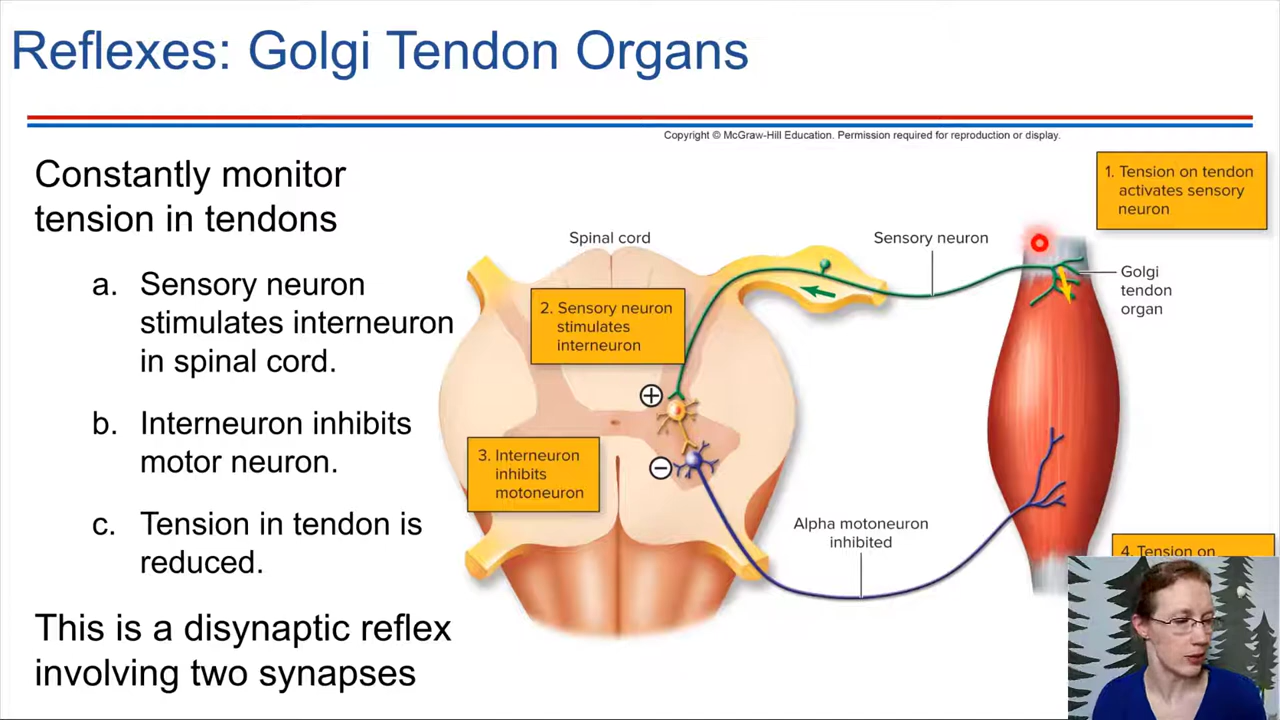 Reflexes: Golgi Tendon Organs
Copyright © McGraw-Hill Education. Permission required for reproduction or display.
Constantly monitor
tension in tendons
a. Sensory neuron
stimulates interneuron
in spinal cord.
b. Interneuron inhibits
motor neuron.
c. Tension in tendon is
reduced.
This is a disynaptic reflex
involving two synapses
1. Tension on tendon
activates sensory
neuron
Spinal cord
Sensory neuron
Golgi
tendon
organ
2. Sensory neuron
stimulates
interneuron
+
3. Interneuron
inhibits
motoneuron
−
Alpha motoneuron
inhibited
4. Tension on